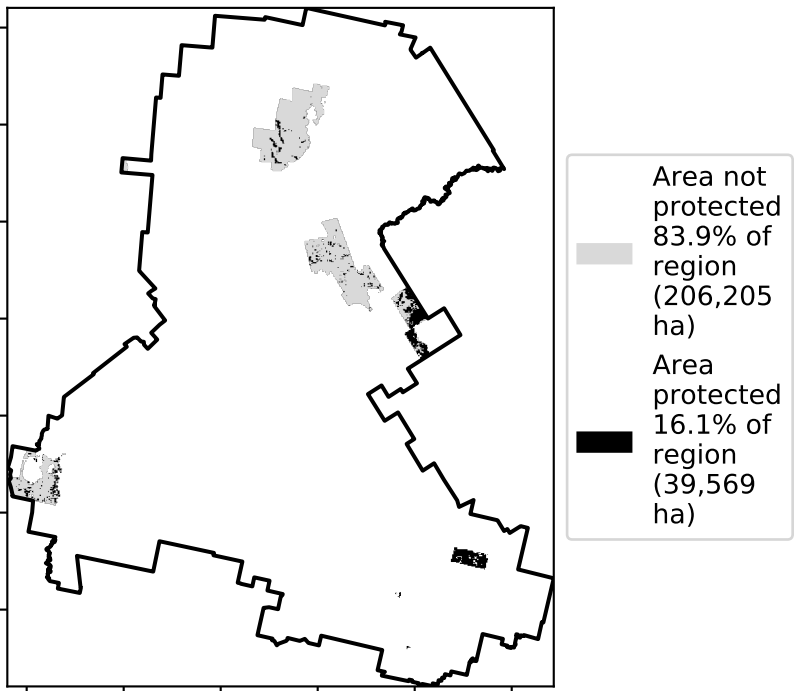 Area not
protected
83.9% of
region
(206,205
ha)
Area
protected
16.1% of
region
(39,569
ha)